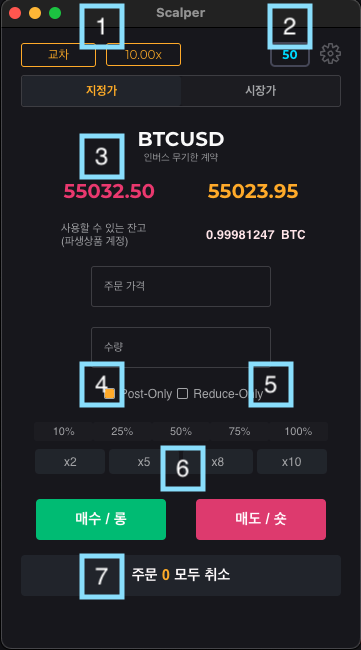 Scalper
1
2
교차 10.00x 50
지정가 시장가
BTCUSD
3
인버스 무기한 계약
55032.50 55023.95
사용할 수 있는 잔고
(파생상품 계정)
0.99981247 BTC
주문 가격
수량
4 Post-Only Reduce-Only 5
10% 25% 50% 75% 100%
x2 x5 6 x8 x10
매수 / 롱 매도 / 숏
7 주문 0 모두 취소